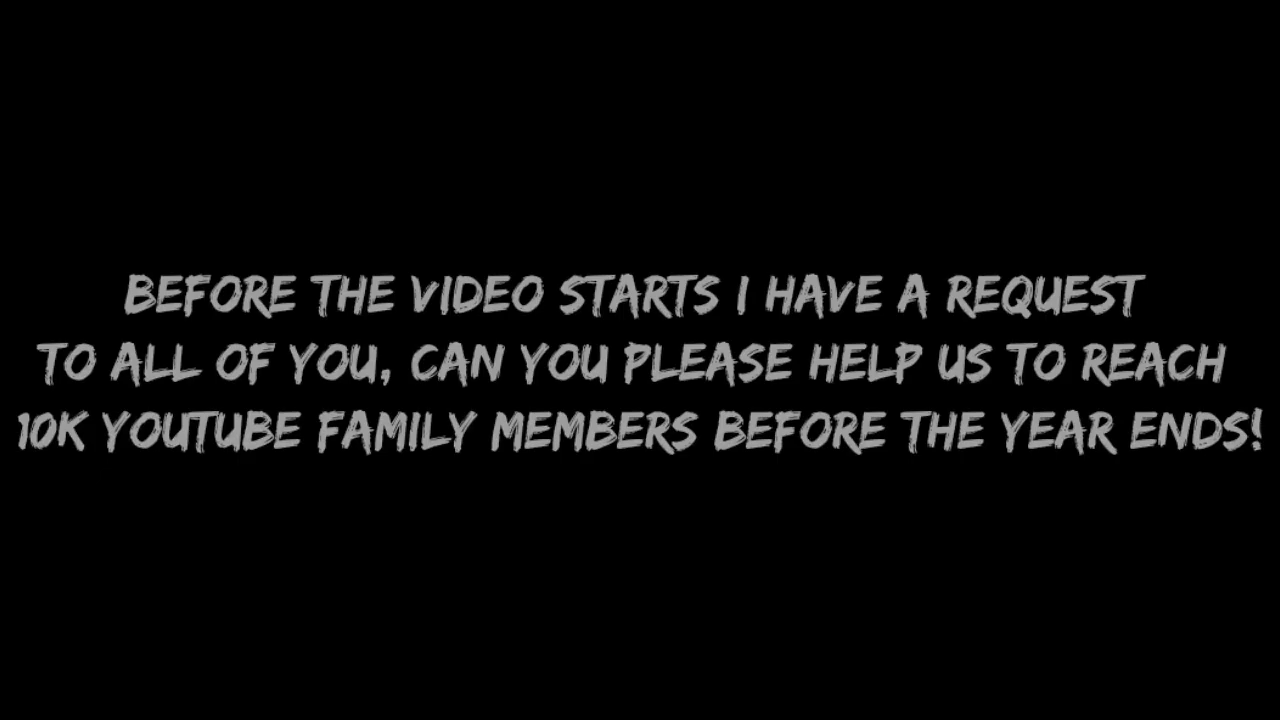 BEFORE THE VIDEO STARTS I HAVE A REQUEST
TO ALL OF YOU, CAN YOU PLEASE HELP US TO REACH
10K YOUTUBE FAMILY MEMBERS BEFORE THE YEAR ENDS!